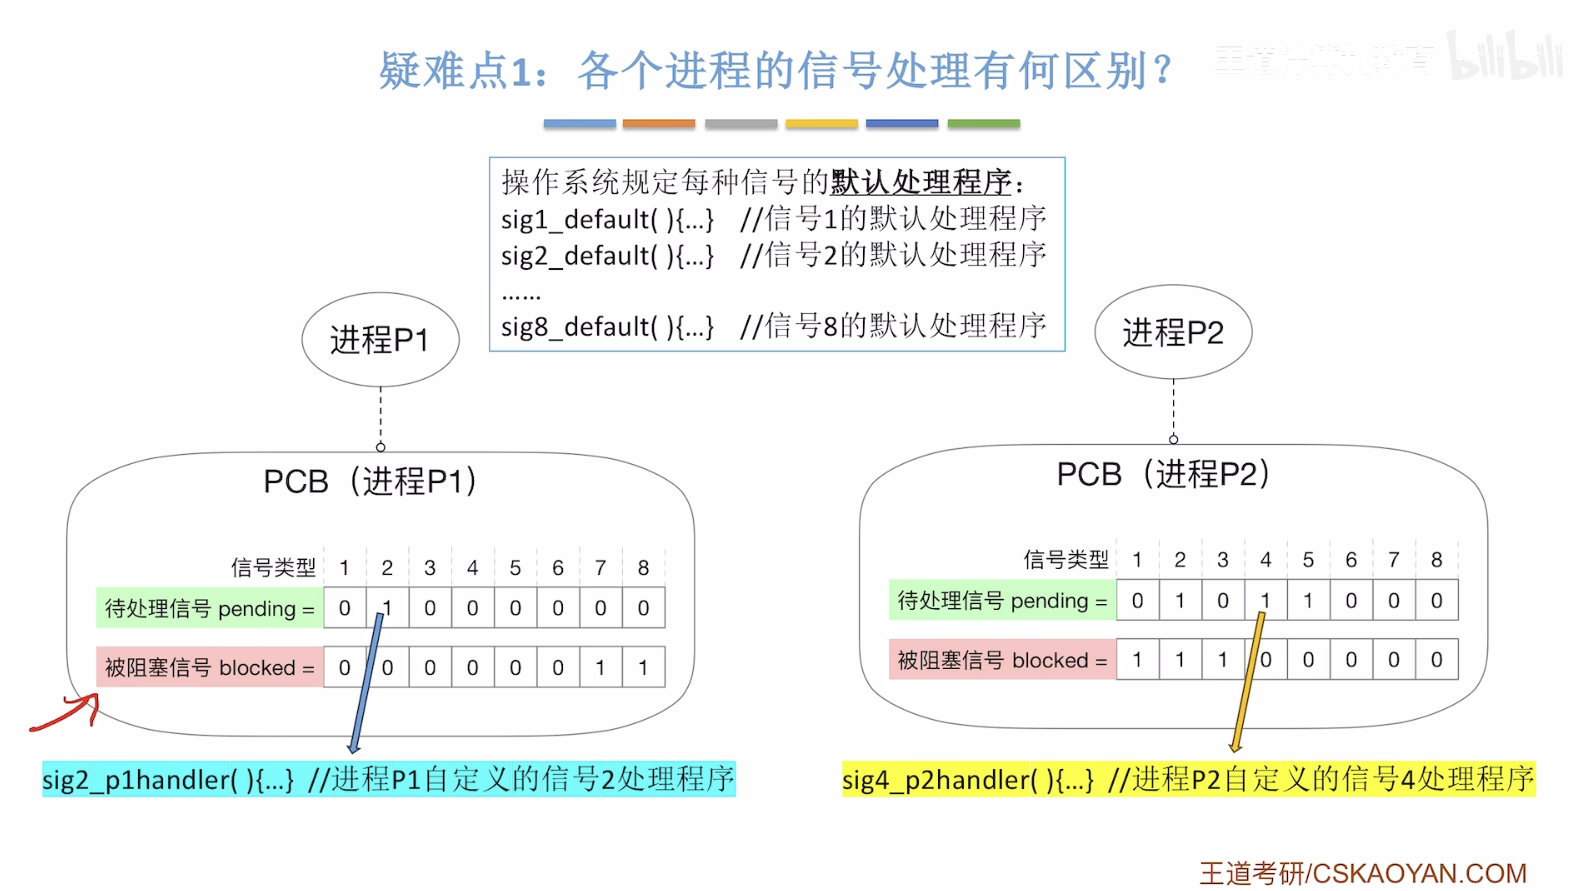 疑难点1：各个进程的信号处理有何区别？
bilibili
操作系统规定每种信号的默认处理程序：
sig1_default( ){...} //信号1的默认处理程序
sig2_default( ){...} //信号2的默认处理程序
……
sig8_default( ){...} //信号8的默认处理程序
进程P1
进程P2
PCB（进程P1）
信号类型 1 2 3 4 5 6 7 8
待处理信号 pending = 0 1 0 0 0 0 0 0
被阻塞信号 blocked = 0 0 0 0 0 0 1 1
sig2_p1handler( ){...} //进程P1自定义的信号2处理程序
PCB（进程P2）
信号类型 1 2 3 4 5 6 7 8
待处理信号 pending = 0 1 0 1 1 0 0 0
被阻塞信号 blocked = 1 1 1 0 0 0 0 0
sig4_p2handler( ){...} //进程P2自定义的信号4处理程序
王道考研/CSKAOYAN.COM